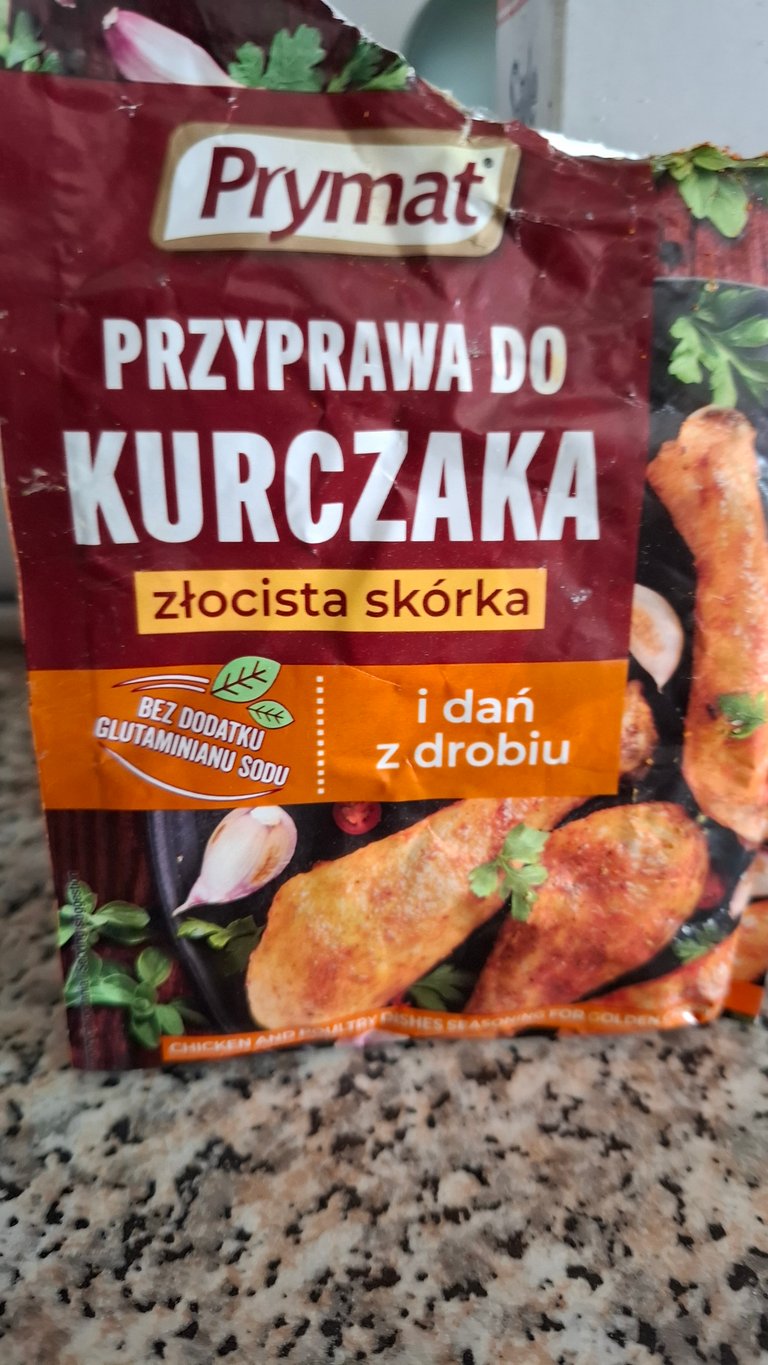 Prymat
PRZYPRAWA DO
KURCZAKA
złocista skórka
BEZ DODATKU
GLUTAMINIANU SODU
i dań
z drobiu
CHICKEN AND POULTRY DISHES SEASONING FOR GOLDEN